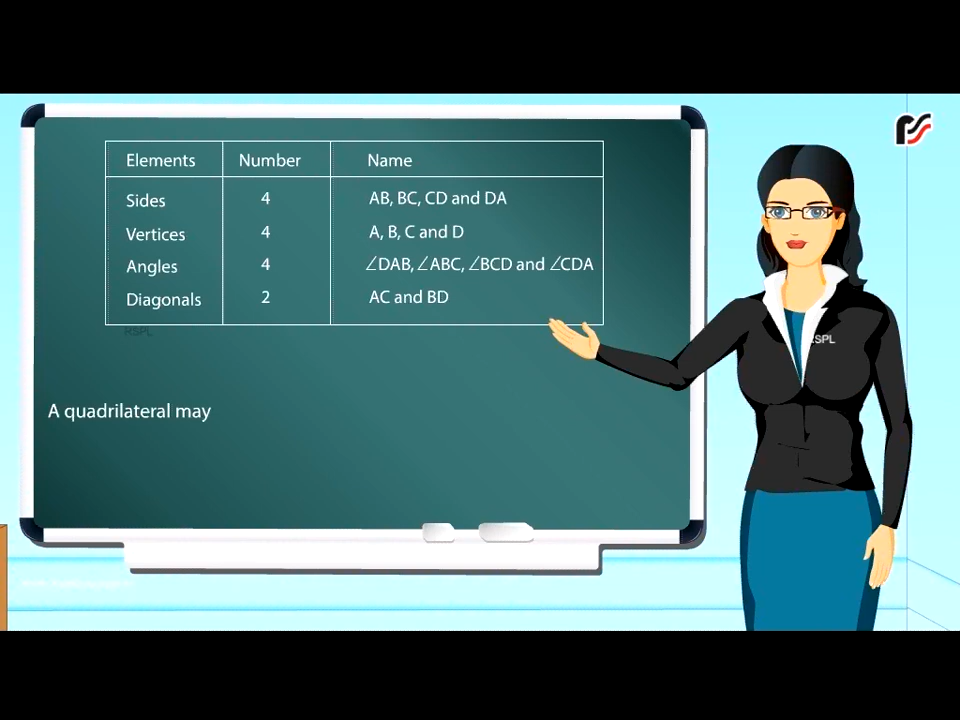 Elements Number Name
Sides 4 AB, BC, CD and DA
Vertices 4 A, B, C and D
Angles 4 ∠DAB, ∠ABC, ∠BCD and ∠CDA
Diagonals 2 AC and BD
RSPL
RSPL
A quadrilateral may